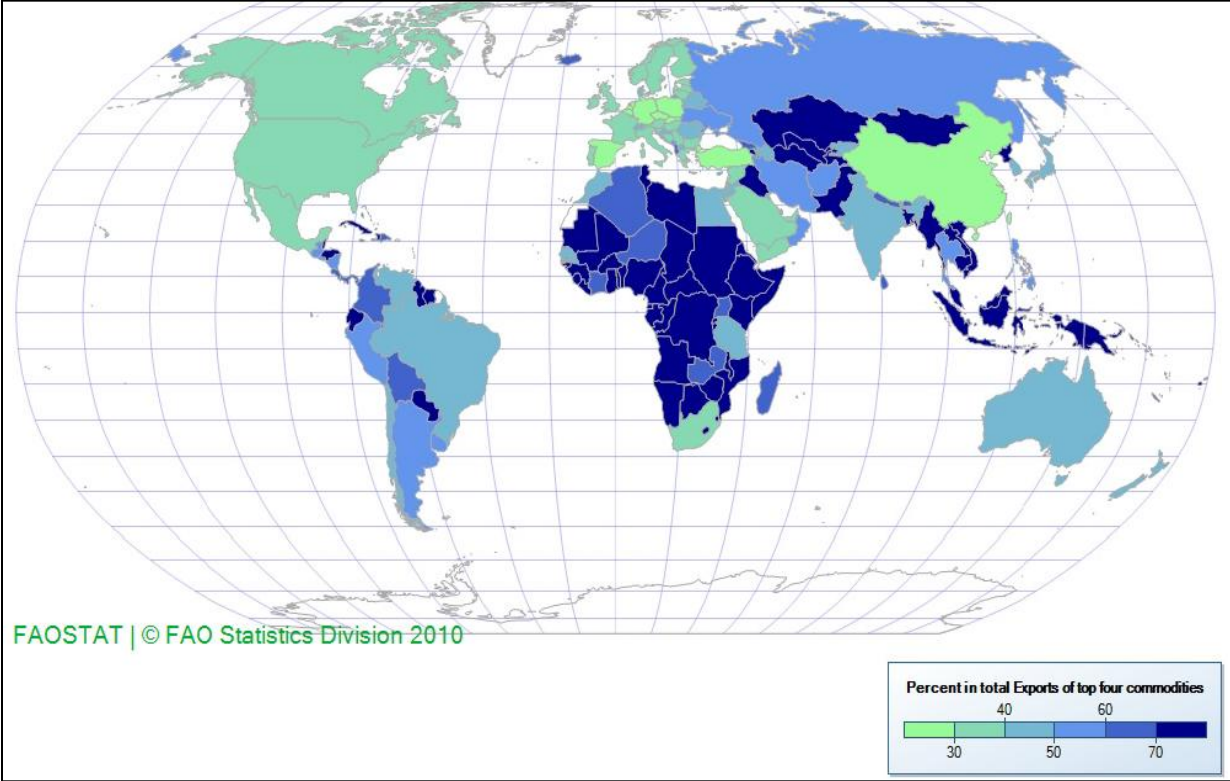 FAOSTAT | © FAO Statistics Division 2010
Percent in total Exports of top four commodities
40 60
30 50 70